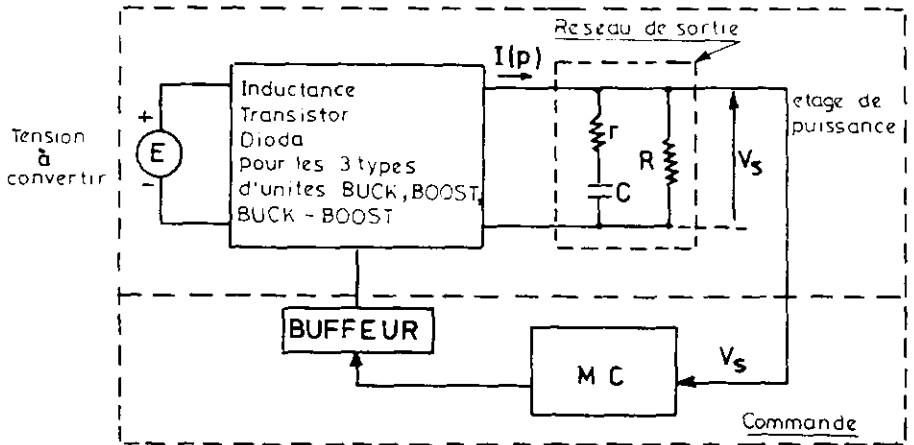 Reseau de sortie
I(p)
Tension
à
convertir
+
E
-
Inductance
Transistor
Dioda
pour les 3 types
d'unites BUCK, BOOST,
BUCK - BOOST
r
C
R
Vs
etage de
puissance
BUFFEUR
M C
Vs
Commande